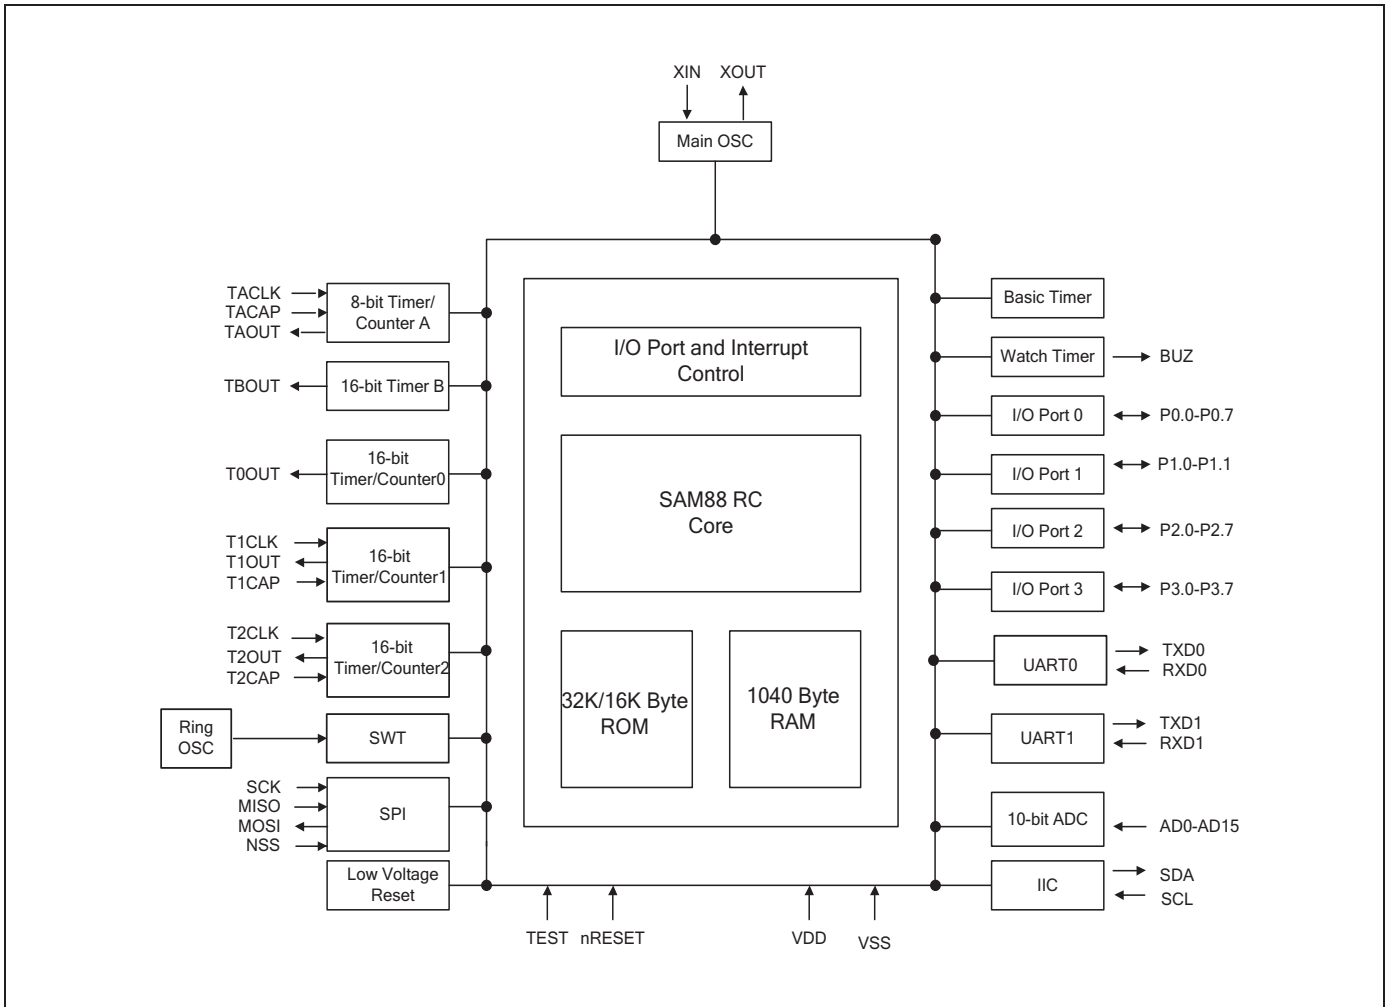 XIN XOUT
Main OSC
TACLK
TACAP
TAOUT
8-bit Timer/
Counter A
TBOUT
16-bit Timer B
T0OUT
16-bit
Timer/Counter0
T1CLK
T1OUT
T1CAP
16-bit
Timer/Counter1
T2CLK
T2OUT
T2CAP
16-bit
Timer/Counter2
Ring
OSC
SWT
SCK
MISO
MOSI
NSS
SPI
Low Voltage
Reset
I/O Port and Interrupt
Control
SAM88 RC
Core
32K/16K Byte
ROM
1040 Byte
RAM
TEST nRESET VDD VSS
Basic Timer
Watch Timer BUZ
I/O Port 0 P0.0-P0.7
I/O Port 1 P1.0-P1.1
I/O Port 2 P2.0-P2.7
I/O Port 3 P3.0-P3.7
UART0
TXD0
RXD0
UART1
TXD1
RXD1
10-bit ADC AD0-AD15
IIC
SDA
SCL